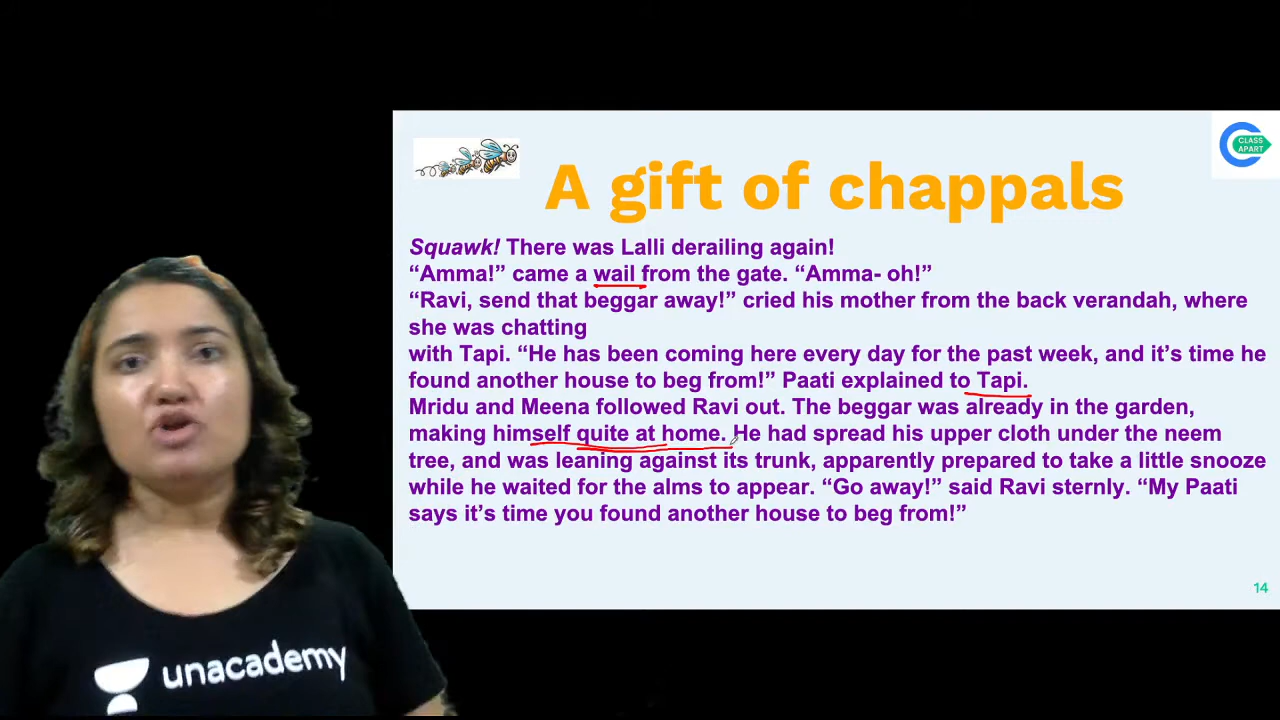 CLASS
APART
A gift of chappals
Squawk! There was Lalli derailing again!
“Amma!” came a wail from the gate. “Amma- oh!”
“Ravi, send that beggar away!” cried his mother from the back verandah, where
she was chatting
with Tapi. “He has been coming here every day for the past week, and it’s time he
found another house to beg from!” Paati explained to Tapi.
Mridu and Meena followed Ravi out. The beggar was already in the garden,
making himself quite at home. He had spread his upper cloth under the neem
tree, and was leaning against its trunk, apparently prepared to take a little snooze
while he waited for the alms to appear. “Go away!” said Ravi sternly. “My Paati
says it’s time you found another house to beg from!”
14
unacademy